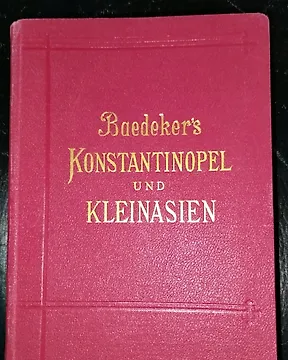 Baedeker's
KONSTANTINOPEL
UND
KLEINASIEN